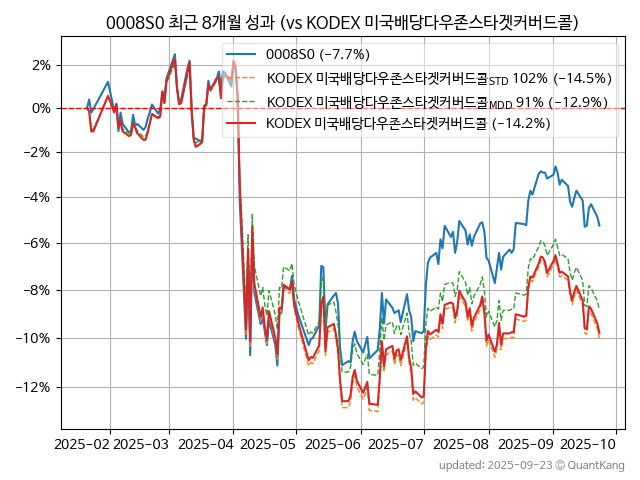 0008S0 최근 8개월 성과 (vs KODEX 미국배당다우존스타겟커버드콜)
0008S0 (−7.7%)
KODEX 미국배당다우존스타겟커버드콜STD 102% (−14.5%)
KODEX 미국배당다우존스타겟커버드콜MDD 91% (−12.9%)
KODEX 미국배당다우존스타겟커버드콜 (−14.2%)
2%
0%
−2%
−4%
−6%
−8%
−10%
−12%
2025-02 2025-03 2025-04 2025-05 2025-06 2025-07 2025-08 2025-09 2025-10
updated: 2025-09-23 ⓒ QuantKang